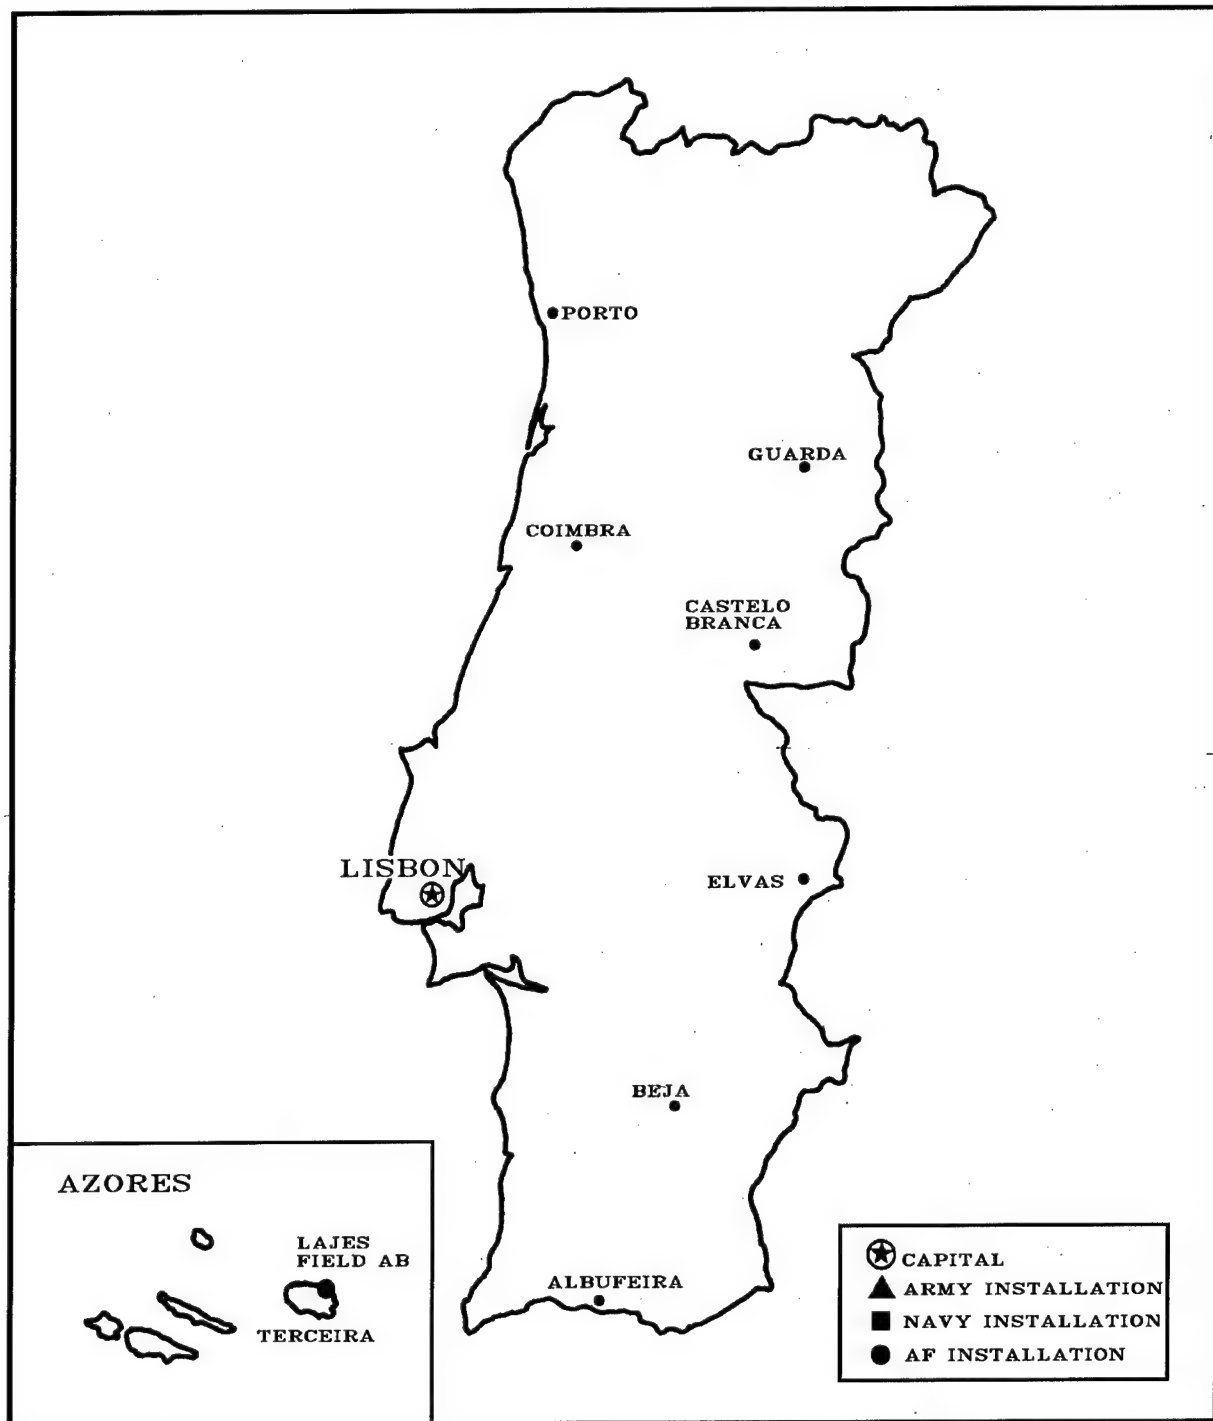 PORTO
GUARDA
COIMBRA
CASTELO
BRANCA
LISBON
ELVAS
BEJA
ALBUFEIRA
AZORES
LAJES
FIELD AB
TERCEIRA
CAPITAL
ARMY INSTALLATION
NAVY INSTALLATION
AF INSTALLATION